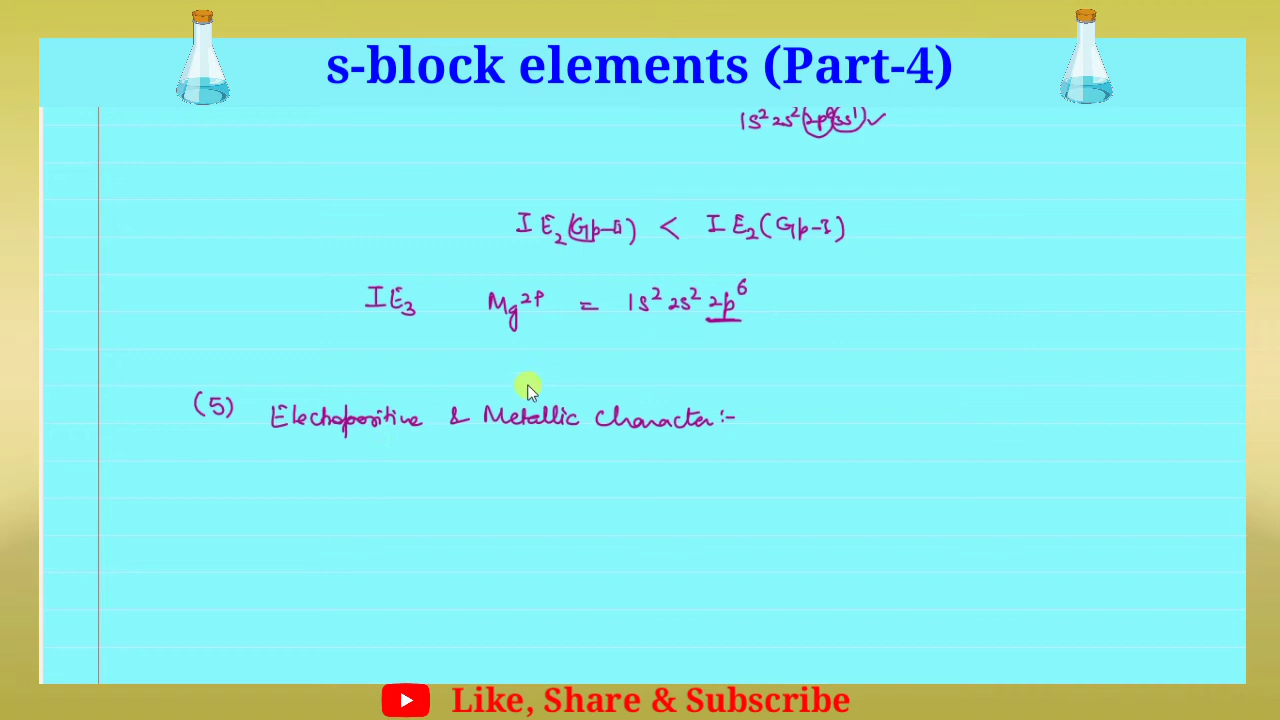 s-block elements (Part-4)
1s² 2s² 2p⁶ 3s¹ ✓
IE₂(Gp-II) < IE₂(Gp-I)
IE₃ Mg²⁺ = 1s² 2s² 2p⁶
(5) Electropositive & Metallic Character:-
Like, Share & Subscribe